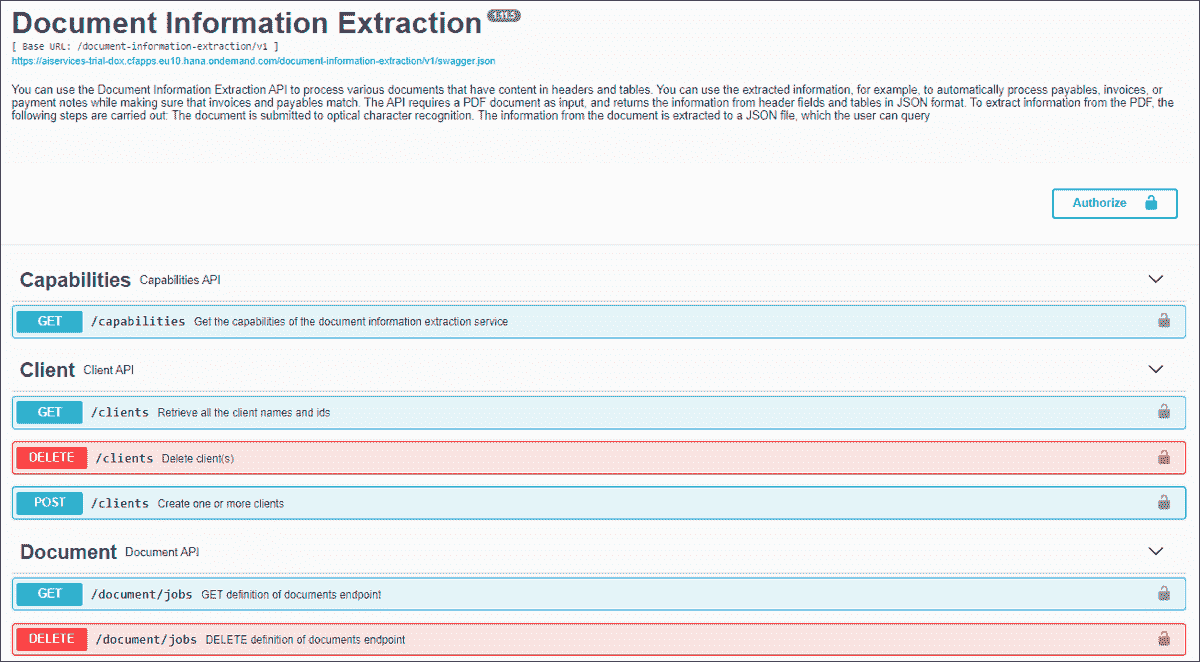 Document Information Extraction
[ Base URL: /document-information-extraction/v1 ]
https://aiservices-trial-dox.cfapps.eu10.hana.ondemand.com/document-information-extraction/v1/swagger.json
You can use the Document Information Extraction API to process various documents that have content in headers and tables. You can use the extracted information, for example, to automatically process payables, invoices, or
payment notes while making sure that invoices and payables match. The API requires a PDF document as input, and returns the information from header fields and tables in JSON format. To extract information from the PDF, the
following steps are carried out: The document is submitted to optical character recognition. The information from the document is extracted to a JSON file, which the user can query
Authorize
Capabilities Capabilities API
GET /capabilities Get the capabilities of the document information extraction service
Client Client API
GET /clients Retrieve all the client names and ids
DELETE /clients Delete client(s)
POST /clients Create one or more clients
Document Document API
GET /document/jobs GET definition of documents endpoint
DELETE /document/jobs DELETE definition of documents endpoint